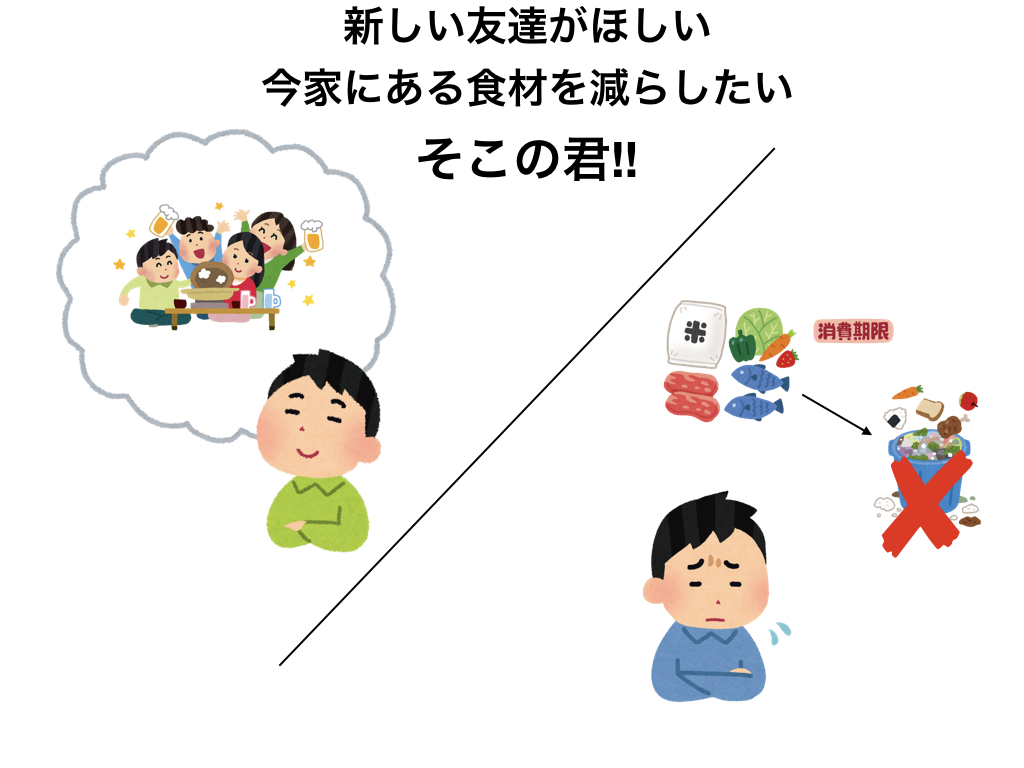 新しい友達がほしい
今家にある食材を減らしたい
そこの君!!
米
消費期限